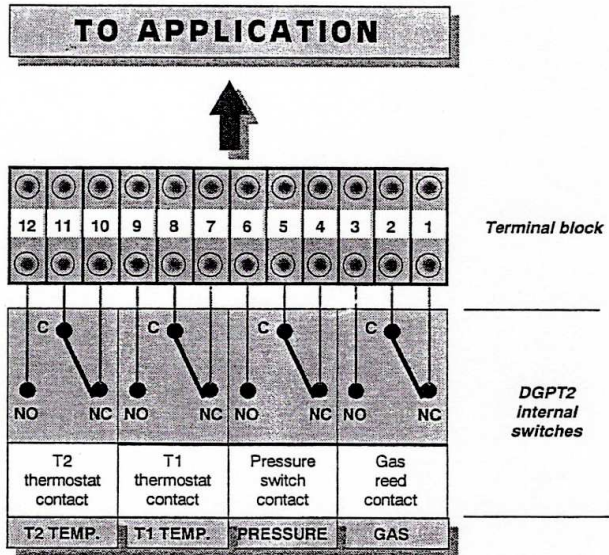 TO APPLICATION
12 11 10 9 8 7 6 5 4 3 2 1
Terminal block
C C C C
NO NC NO NC NO NC NO NC
DGPT2
internal
switches
T2
thermostat
contact
T1
thermostat
contact
Pressure
switch
contact
Gas
reed
contact
T2 TEMP. T1 TEMP. PRESSURE GAS